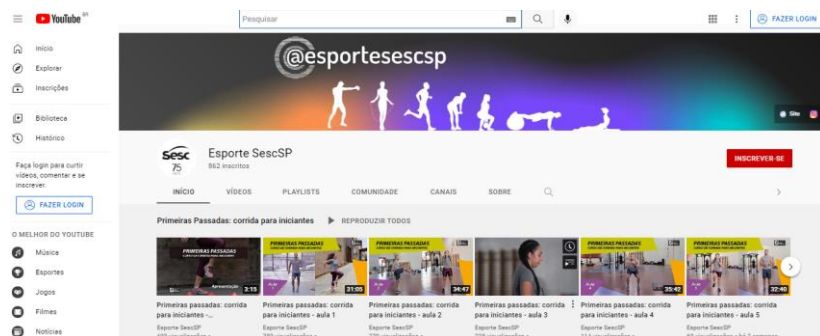 YouTube BR
Pesquisar
FAZER LOGIN
Início
Explorar
Inscrições
Biblioteca
Histórico
Faça login para curtir
vídeos, comentar e se
inscrever.
FAZER LOGIN
O MELHOR DO YOUTUBE
Música
Esportes
Jogos
Filmes
Notícias
@esportesescsp
Site
Sesc
75
Esporte SescSP
862 inscritos
INSCREVER-SE
INÍCIO VÍDEOS PLAYLISTS COMUNIDADE CANAIS SOBRE
Primeiras Passadas: corrida para iniciantes REPRODUZIR TODOS
PRIMEIRAS PASSADAS
Apresentação
3:15
PRIMEIRAS PASSADAS
31:05
PRIMEIRAS PASSADAS
34:47
PRIMEIRAS PASSADAS
35:42
PRIMEIRAS PASSADAS
32:40
Primeiras passadas: corrida
para iniciantes -...
Esporte SescSP
Primeiras passadas: corrida
para iniciantes - aula 1
Esporte SescSP
Primeiras passadas: corrida
para iniciantes - aula 2
Esporte SescSP
Primeiras passadas: corrida
para iniciantes - aula 3
Esporte SescSP
Primeiras passadas: corrida
para iniciantes - aula 4
Esporte SescSP
Primeiras passadas: corrida
para iniciantes - aula 5
Esporte SescSP